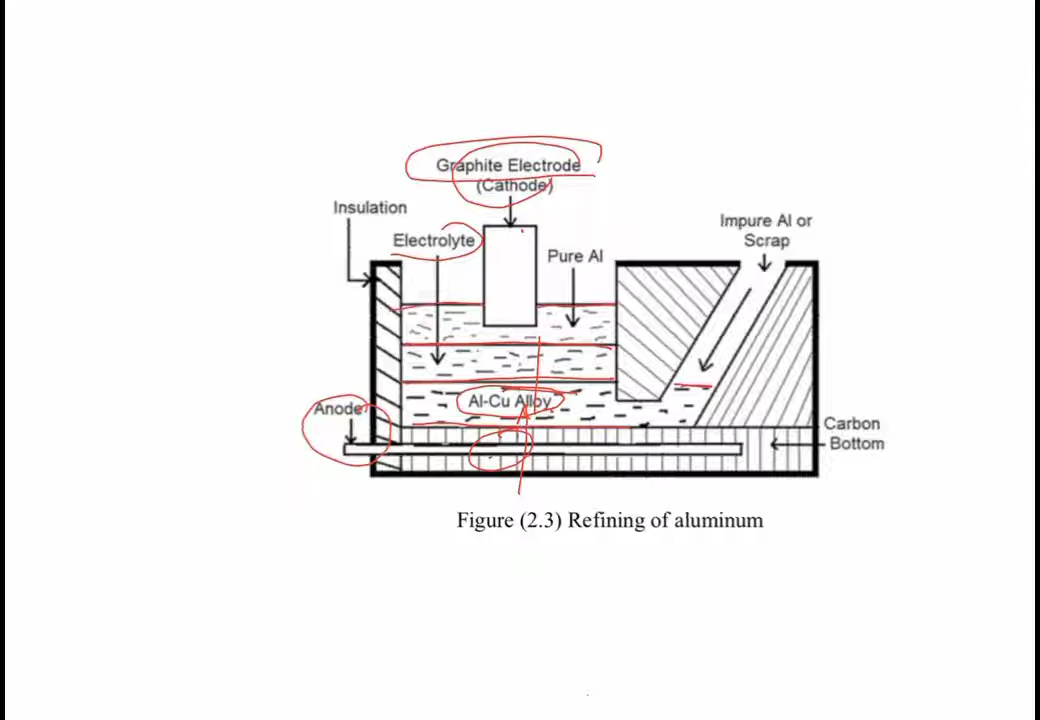 Graphite Electrode
(Cathode)
Insulation
Electrolyte
Pure Al
Impure Al or
Scrap
Al-Cu Alloy
Anode
Carbon
Bottom
Figure (2.3) Refining of aluminum